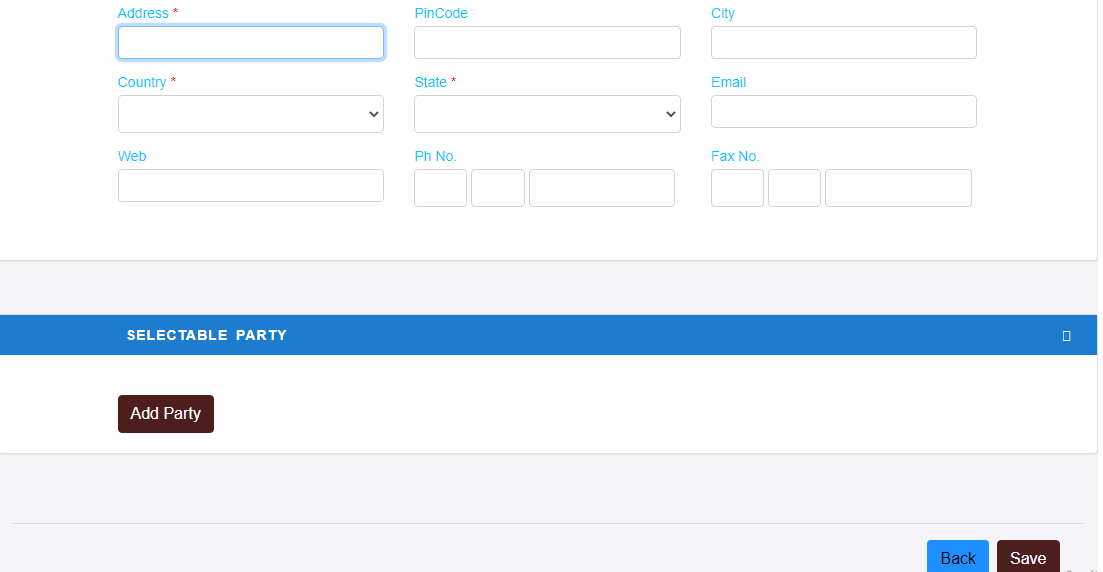 Address * PinCode City
Country * State * Email
Web Ph No. Fax No.
SELECTABLE PARTY
Add Party
Back Save